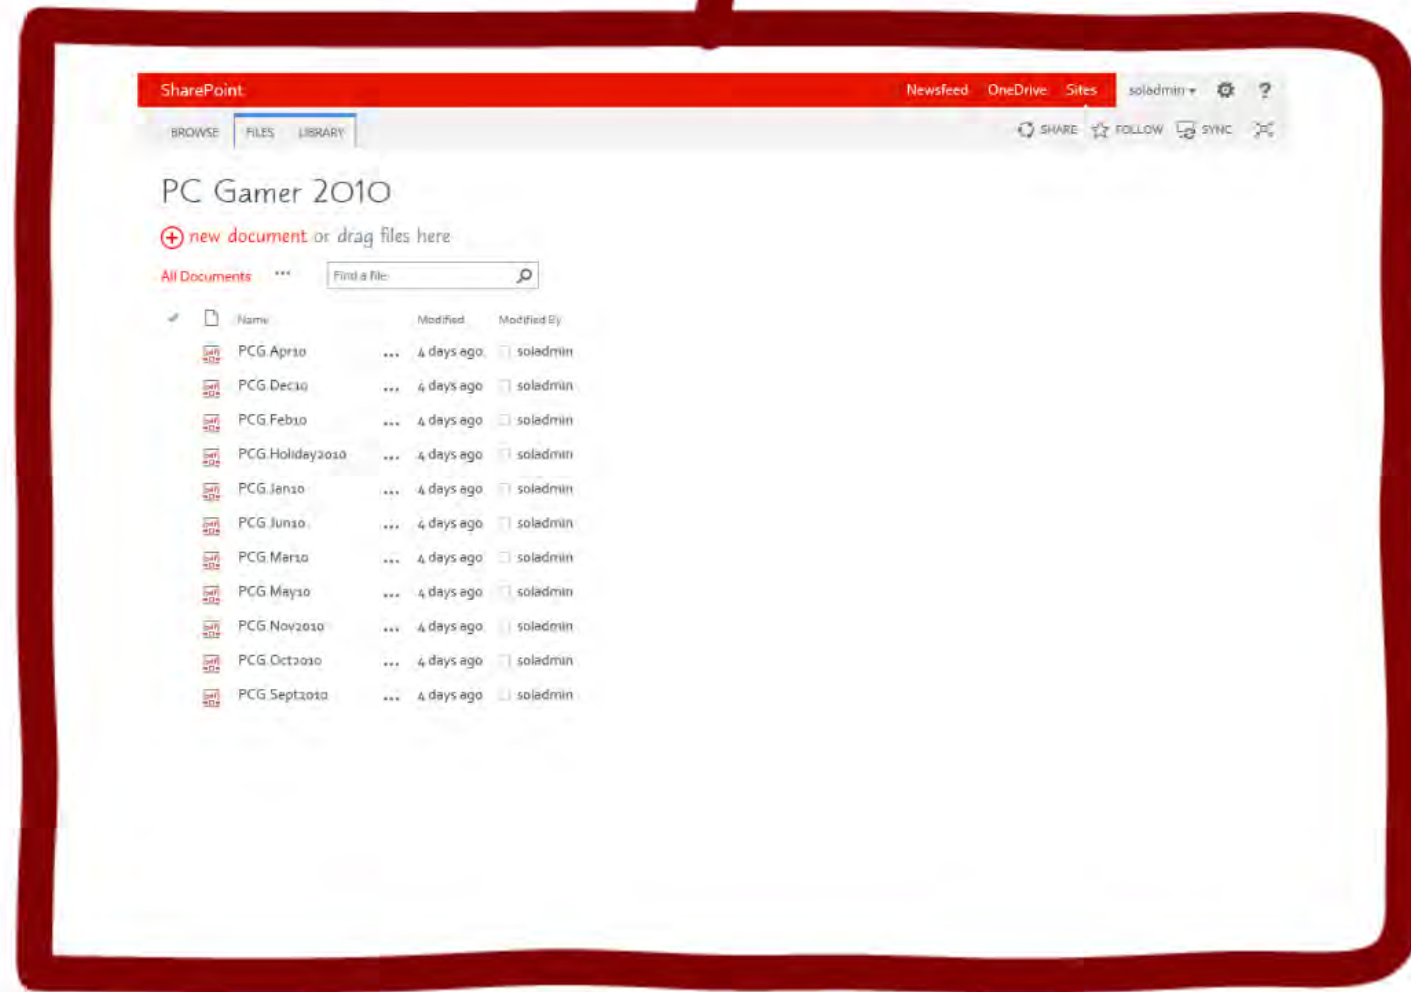 SharePoint Newsfeed OneDrive Sites soladmin ?
BROWSE FILES LIBRARY SHARE FOLLOW SYNC
PC Gamer 2010
new document or drag files here
All Documents ... Find a file
Name Modified Modified By
PCG.Apr10 ... 4 days ago soladmin
PCG.Dec10 ... 4 days ago soladmin
PCG.Feb10 ... 4 days ago soladmin
PCG.Holiday2010 ... 4 days ago soladmin
PCG.Jan10 ... 4 days ago soladmin
PCG.Jun10 ... 4 days ago soladmin
PCG.Mar10 ... 4 days ago soladmin
PCG.May10 ... 4 days ago soladmin
PCG.Nov2010 ... 4 days ago soladmin
PCG.Oct2010 ... 4 days ago soladmin
PCG.Sept2010 ... 4 days ago soladmin